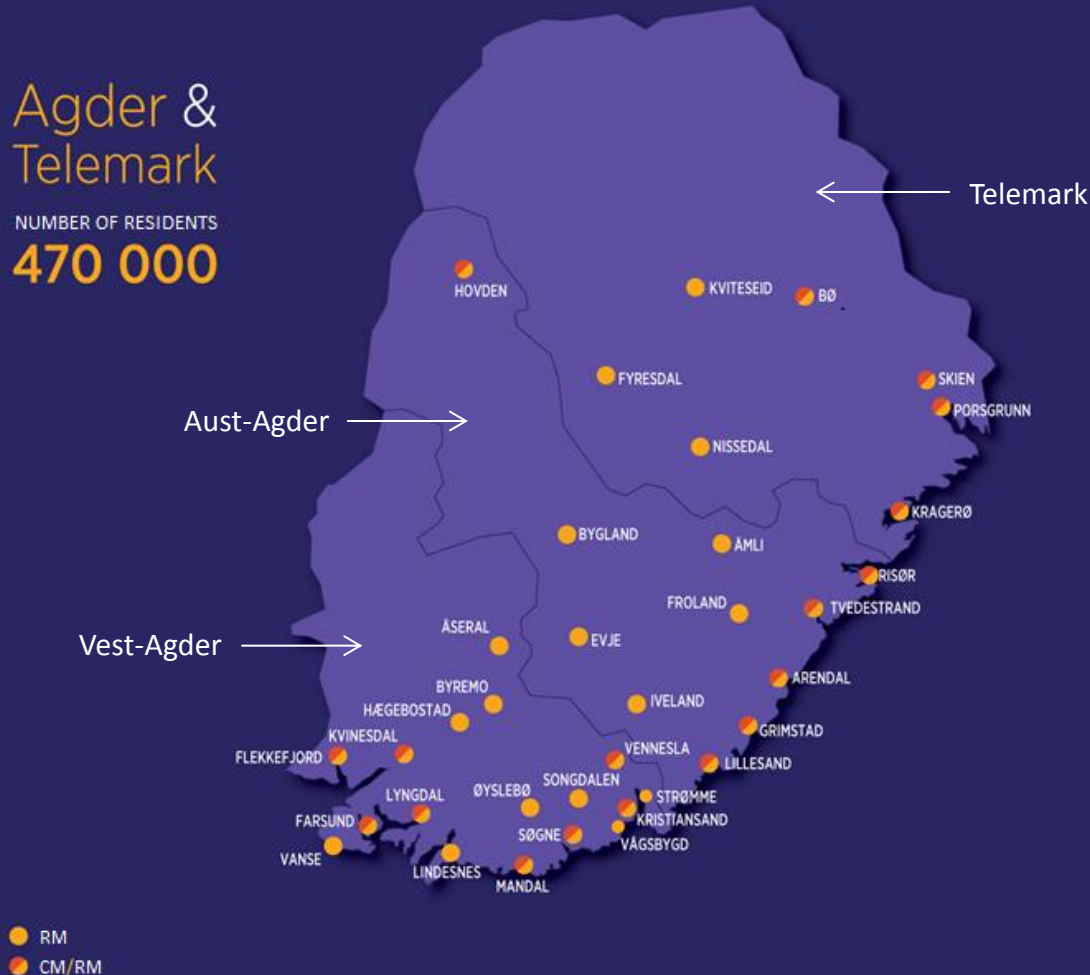 Agder &
Telemark
NUMBER OF RESIDENTS
470 000
Telemark
HOVDEN
KVITESEID
BØ
FYRESDAL
SKIEN
PORSGRUNN
Aust-Agder
NISSEDAL
KRAGERØ
BYGLAND
ÅMLI
RISØR
FROLAND
TVEDESTRAND
Vest-Agder
ÅSERAL
EVJE
ARENDAL
BYREMO
HÆGEBOSTAD
IVELAND
GRIMSTAD
KVINESDAL
FLEKKEFJORD
VENNESLA
LILLESAND
LYNGDAL
ØYSLEBØ
SONGDALEN
STRØMME
FARSUND
SØGNE
KRISTIANSAND
VÅGSBYGD
VANSE
LINDESNES
MANDAL
RM
CM/RM